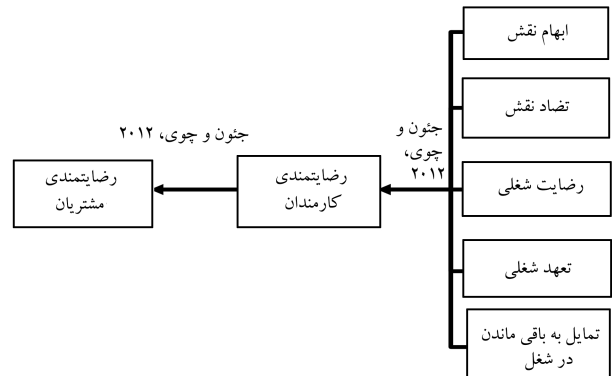 ابهام نقش
تضاد نقش
جئون و
چوی،
۲۰۱۲
جئون و چوی، ۲۰۱۲
رضایت شغلی
رضایتمندی
کارمندان
رضایتمندی
مشتریان
تعهد شغلی
تمایل به باقی ماندن
در شغل